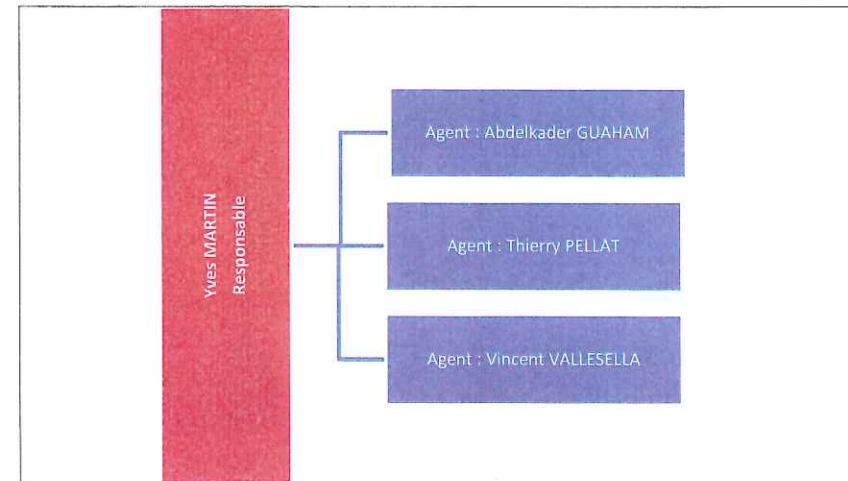 Yves MARTIN
Responsable
Agent : Abdelkader GUAHAM
Agent : Thierry PELLAT
Agent : Vincent VALLESELLA